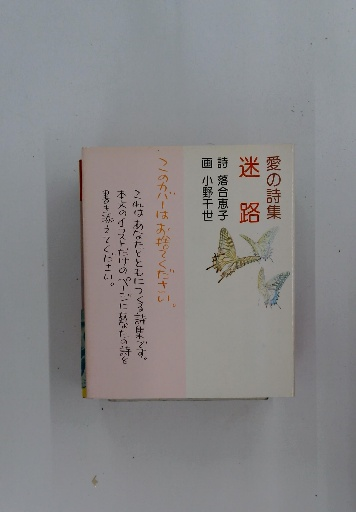 愛の詩集
迷路
詩 落合恵子
画 小野千世
このカバーはお捨てください。
これはあなたとともにつくる詩集です。
本文のイラストだけのページにあなたの詩を
書き添えてください。